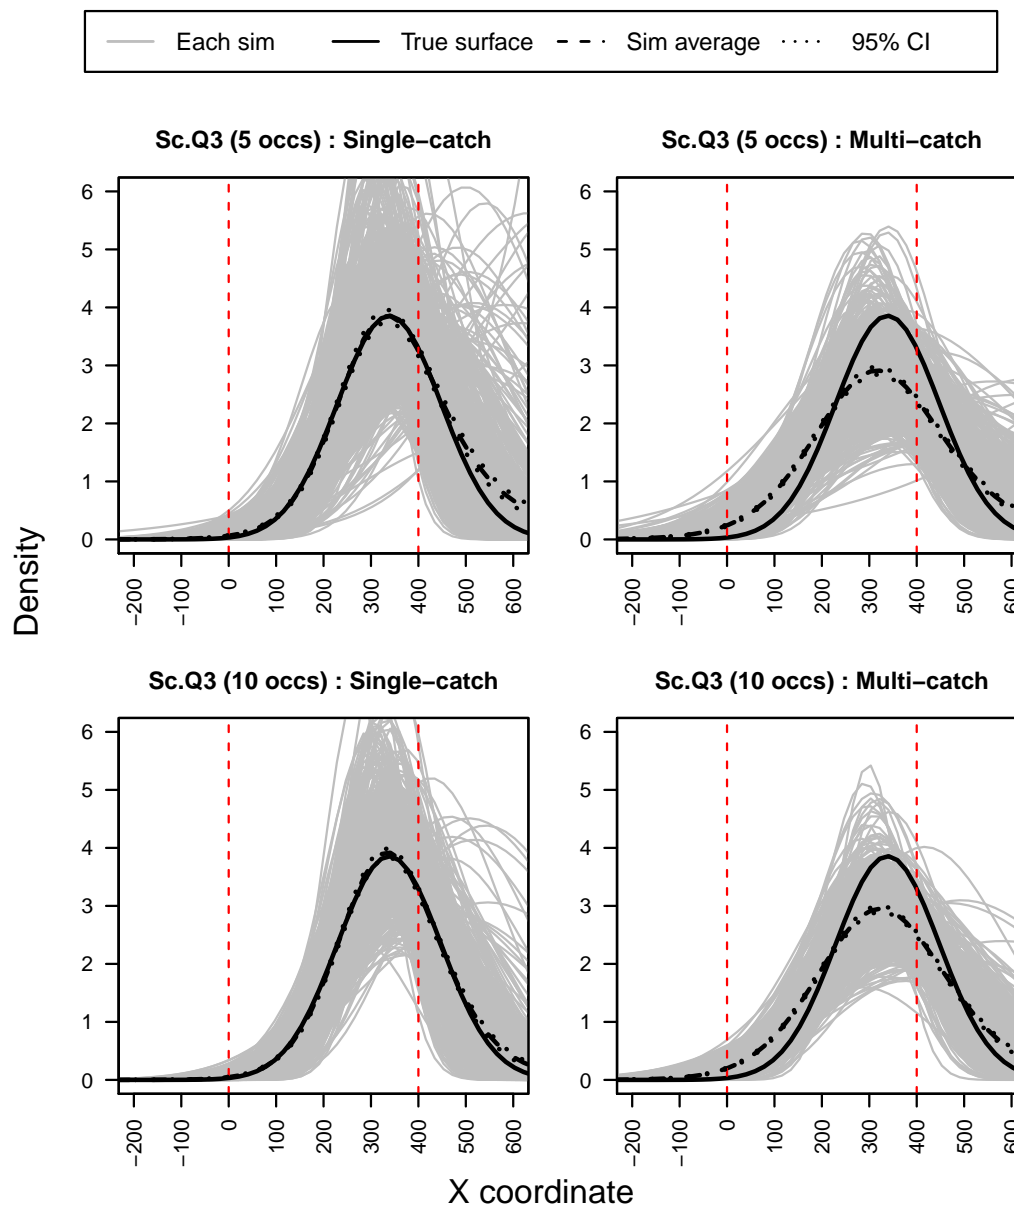 Each sim True surface Sim average 95% CI
Sc.Q3 (5 occs) : Single−catch Sc.Q3 (5 occs) : Multi−catch
6 6
5 5
4 4
3 3
2 2
1 1
0 0
−200 −100 0 100 200 300 400 500 600 −200 −100 0 100 200 300 400 500 600
Density
Sc.Q3 (10 occs) : Single−catch Sc.Q3 (10 occs) : Multi−catch
6 6
5 5
4 4
3 3
2 2
1 1
0 0
−200 −100 0 100 200 300 400 500 600 −200 −100 0 100 200 300 400 500 600
X coordinate